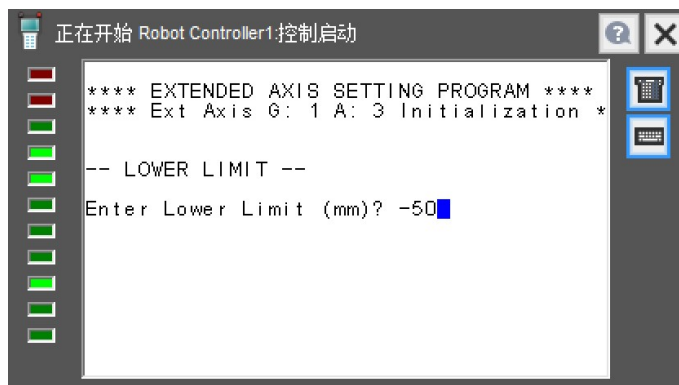 正在开始 Robot Controller1:控制启动
**** EXTENDED AXIS SETTING PROGRAM ****
**** Ext Axis G: 1 A: 3 Initialization *
-- LOWER LIMIT --
Enter Lower Limit (mm)? -50